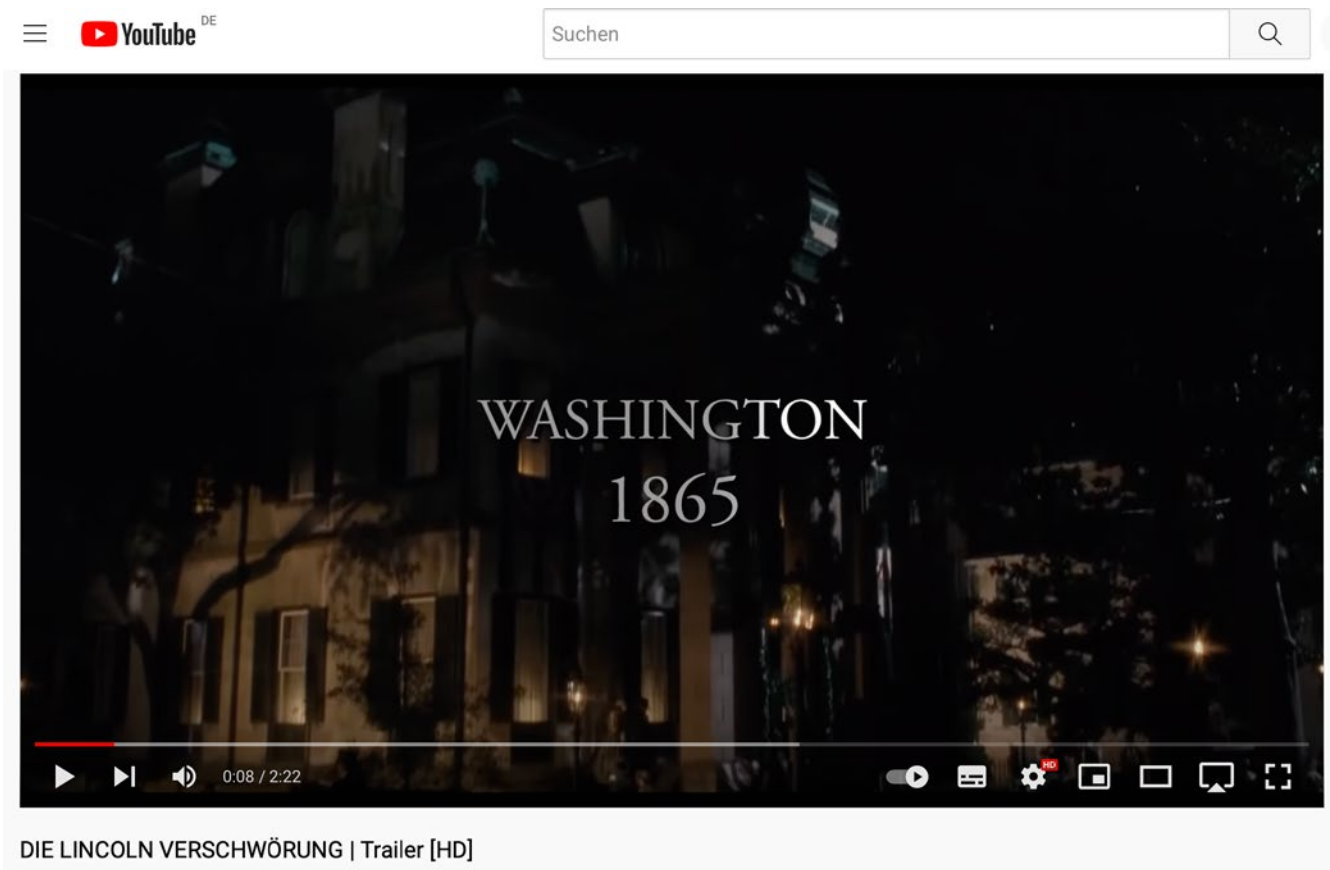 YouTube DE
Suchen
WASHINGTON
1865
0:08 / 2:22
HD
DIE LINCOLN VERSCHWÖRUNG | Trailer [HD]